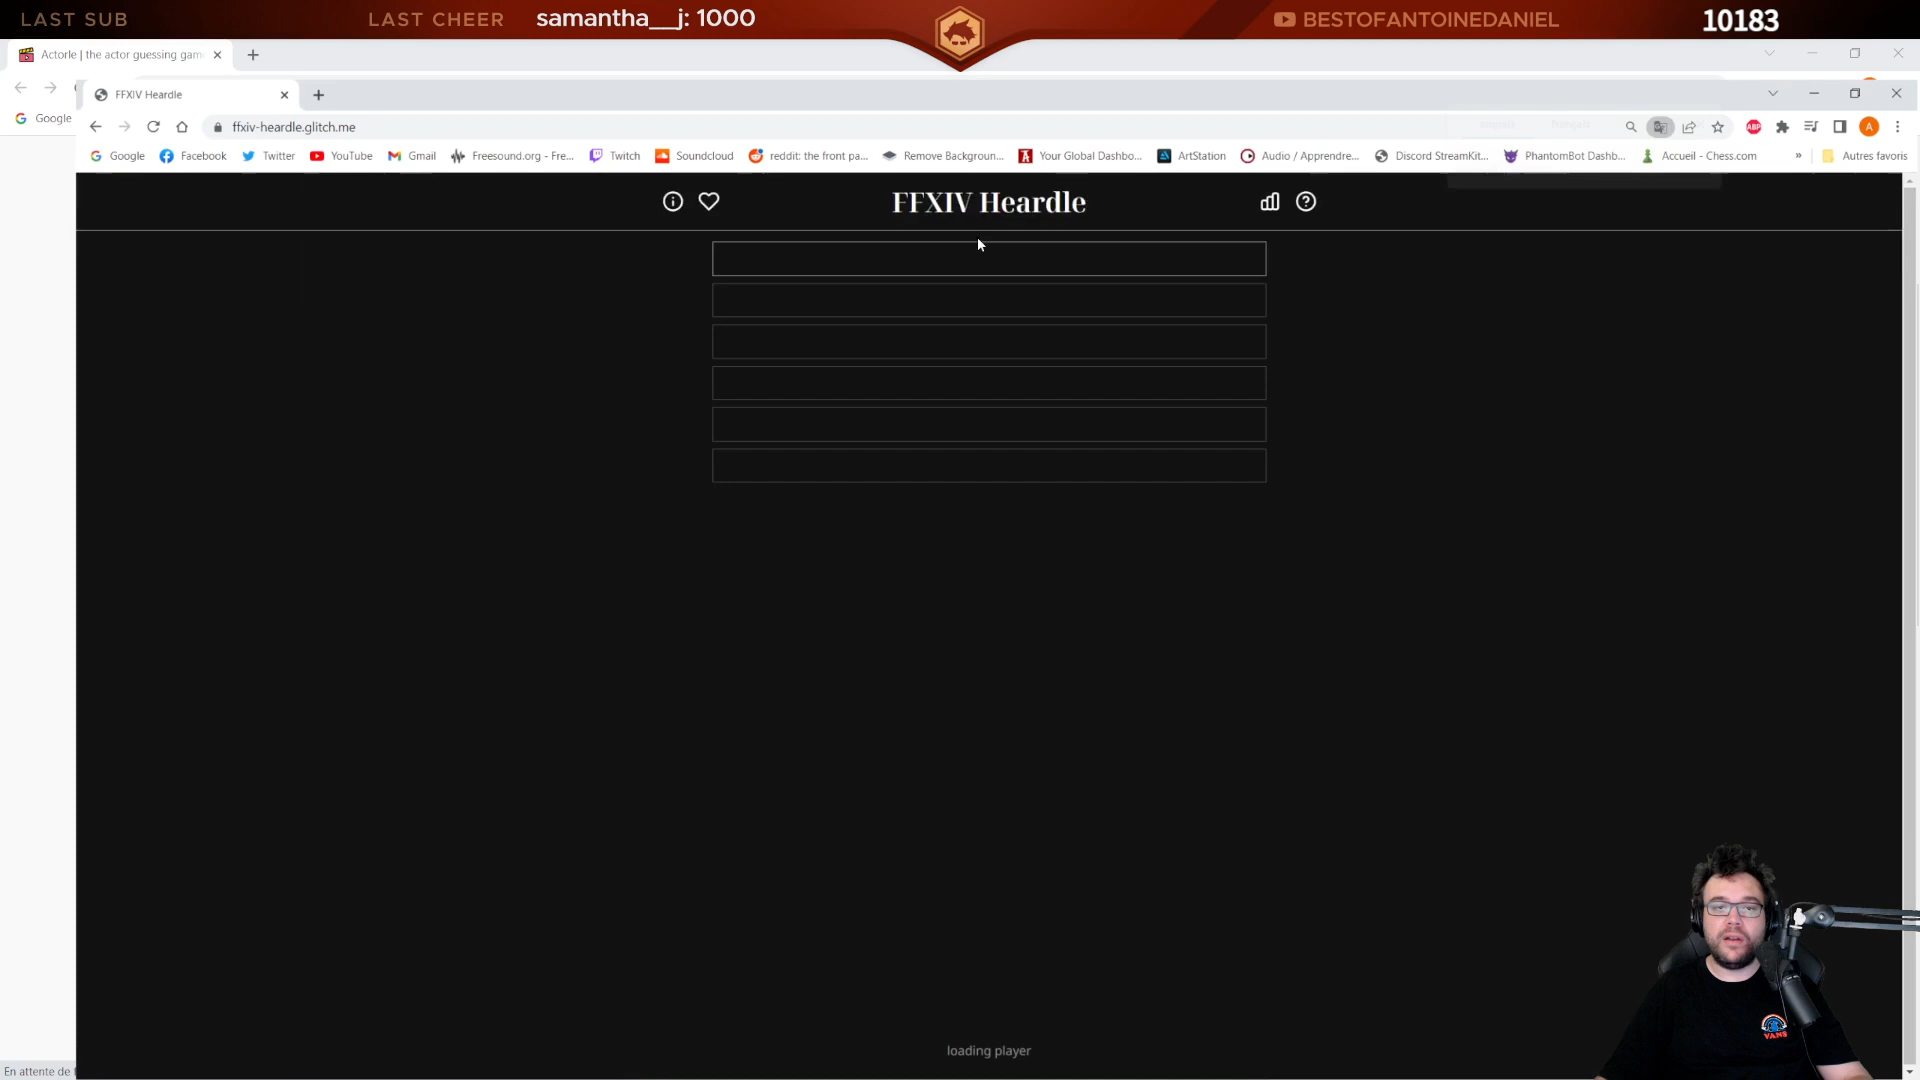 LAST SUB
LAST CHEER samantha__j: 1000
BESTOFANTOINEDANIEL
10183
Actorle | the actor guessing gam
Google
FFXIV Heardle
ffxiv-heardle.glitch.me
Google Facebook Twitter YouTube Gmail Freesound.org - Fre... Twitch Soundcloud reddit: the front pa... Remove Backgroun... Your Global Dashbo... ArtStation Audio / Apprendre... Discord StreamKit... PhantomBot Dashb... Accueil - Chess.com » Autres favoris
ABP
A
FFXIV Heardle
loading player
VANS
En attente de